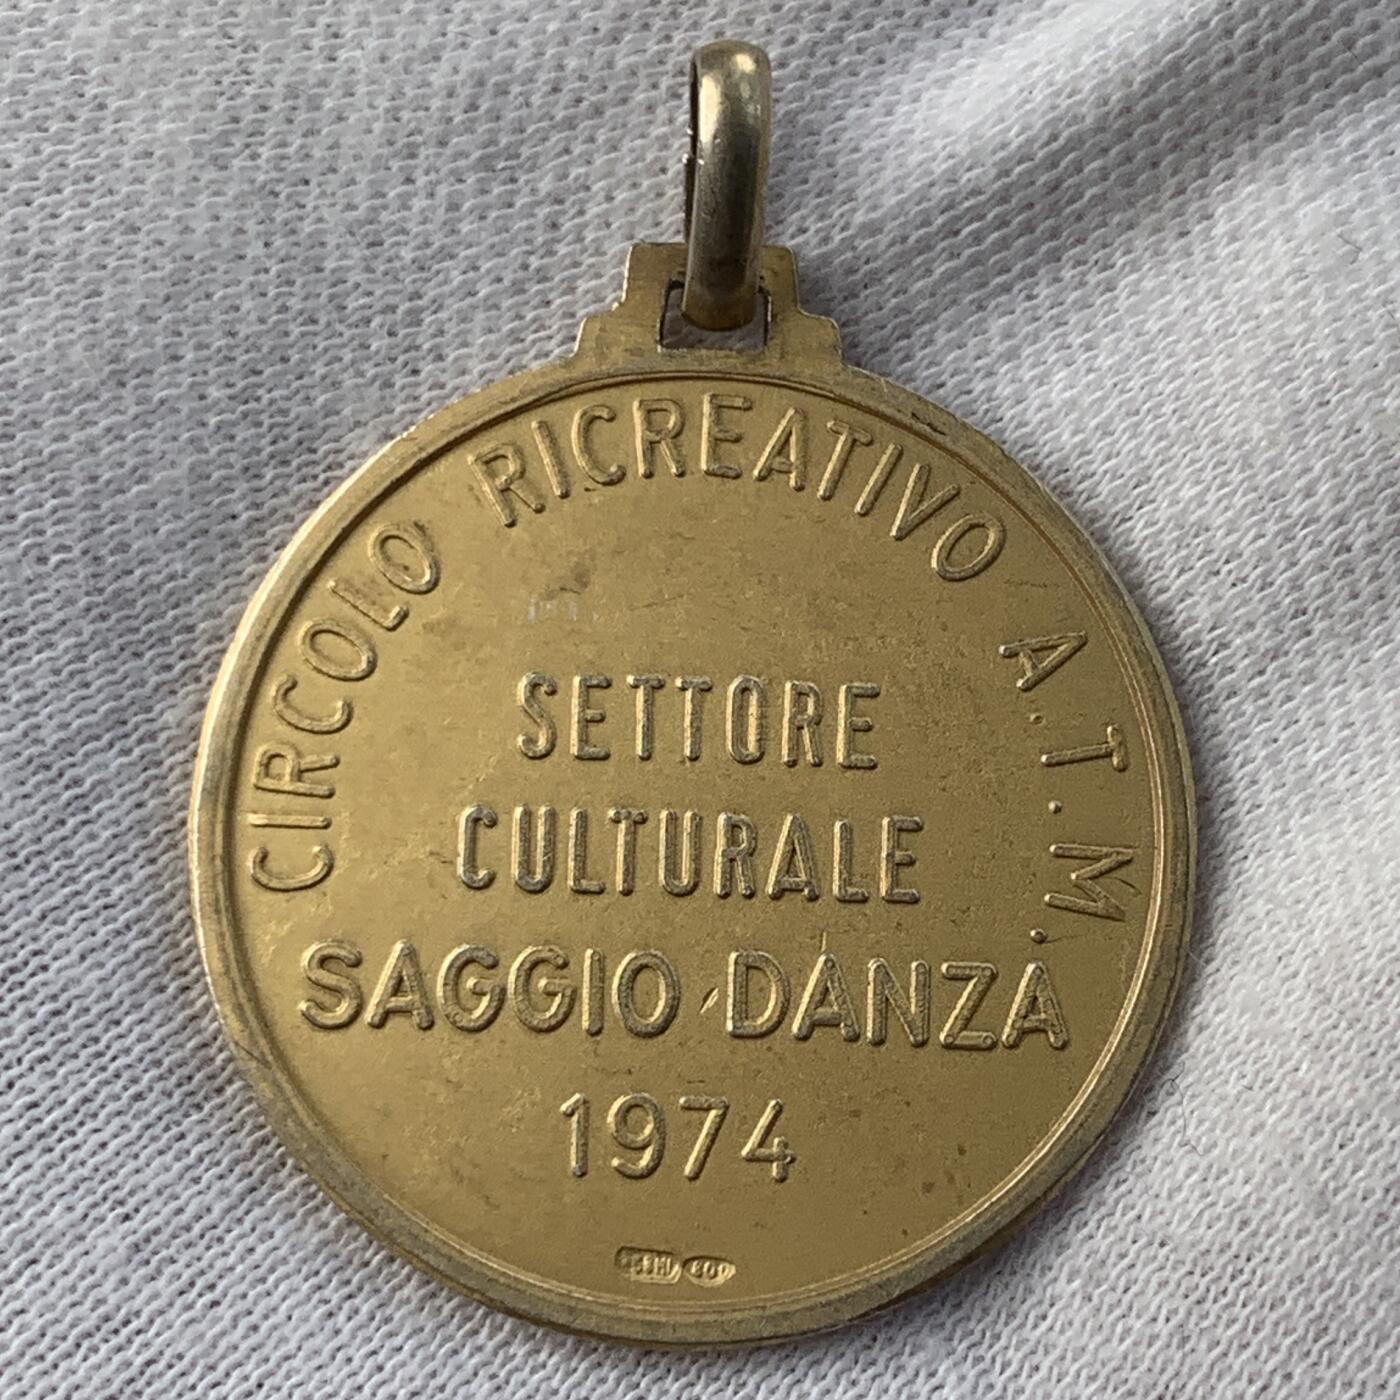 CIRCOLO RICREATIVO A.T.M.
SETTORE
CULTURALE
SAGGIO DANZA
1974